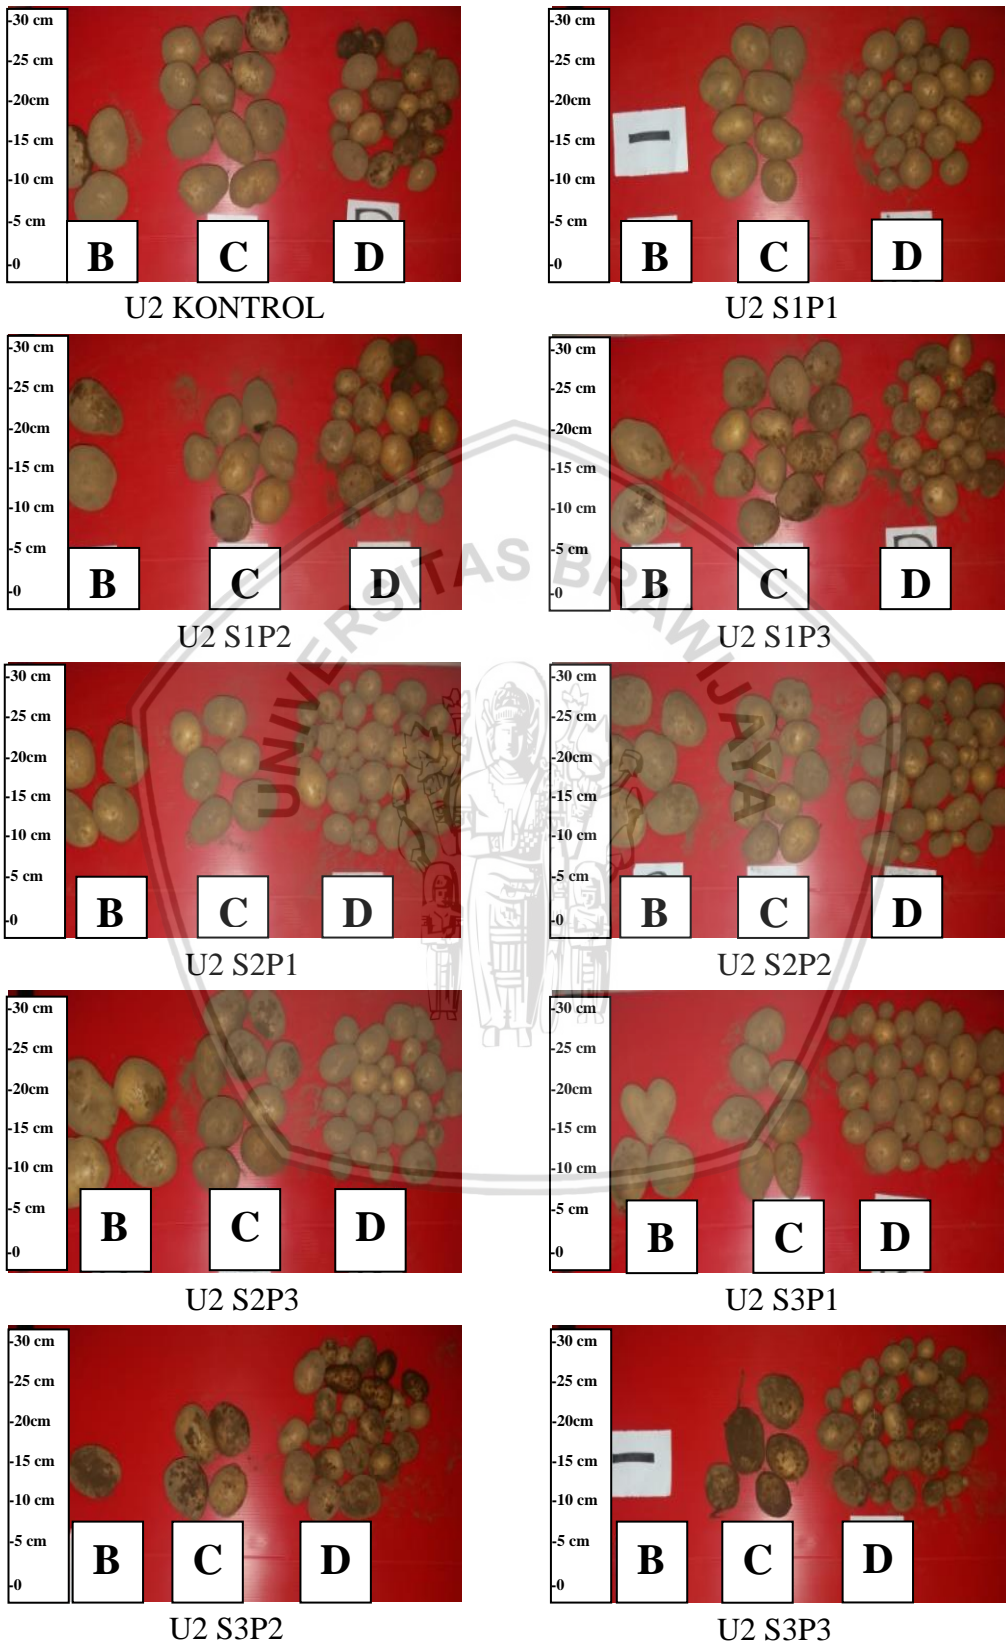 -30 cm
-25 cm
-20cm
-15 cm
-10 cm
-5 cm
-0
B
C
D
U2 KONTROL
-30 cm
-25 cm
-20cm
-15 cm
-10 cm
-5 cm
-0
B
C
D
U2 S1P1
-30 cm
-25 cm
-20cm
-15 cm
-10 cm
-5 cm
-0
B
C
D
U2 S1P2
-30 cm
-25 cm
-20cm
-15 cm
-10 cm
-5 cm
-0
B
C
D
U2 S1P3
UNIVERSITAS BRAWIJAYA
-30 cm
-25 cm
-20cm
-15 cm
-10 cm
-5 cm
-0
B
C
D
U2 S2P1
-30 cm
-25 cm
-20cm
-15 cm
-10 cm
-5 cm
-0
B
C
D
U2 S2P2
-30 cm
-25 cm
-20cm
-15 cm
-10 cm
-5 cm
-0
B
C
D
U2 S2P3
-30 cm
-25 cm
-20cm
-15 cm
-10 cm
-5 cm
-0
B
C
D
U2 S3P1
-30 cm
-25 cm
-20cm
-15 cm
-10 cm
-5 cm
-0
B
C
D
U2 S3P2
-30 cm
-25 cm
-20cm
-15 cm
-10 cm
-5 cm
-0
B
C
D
U2 S3P3